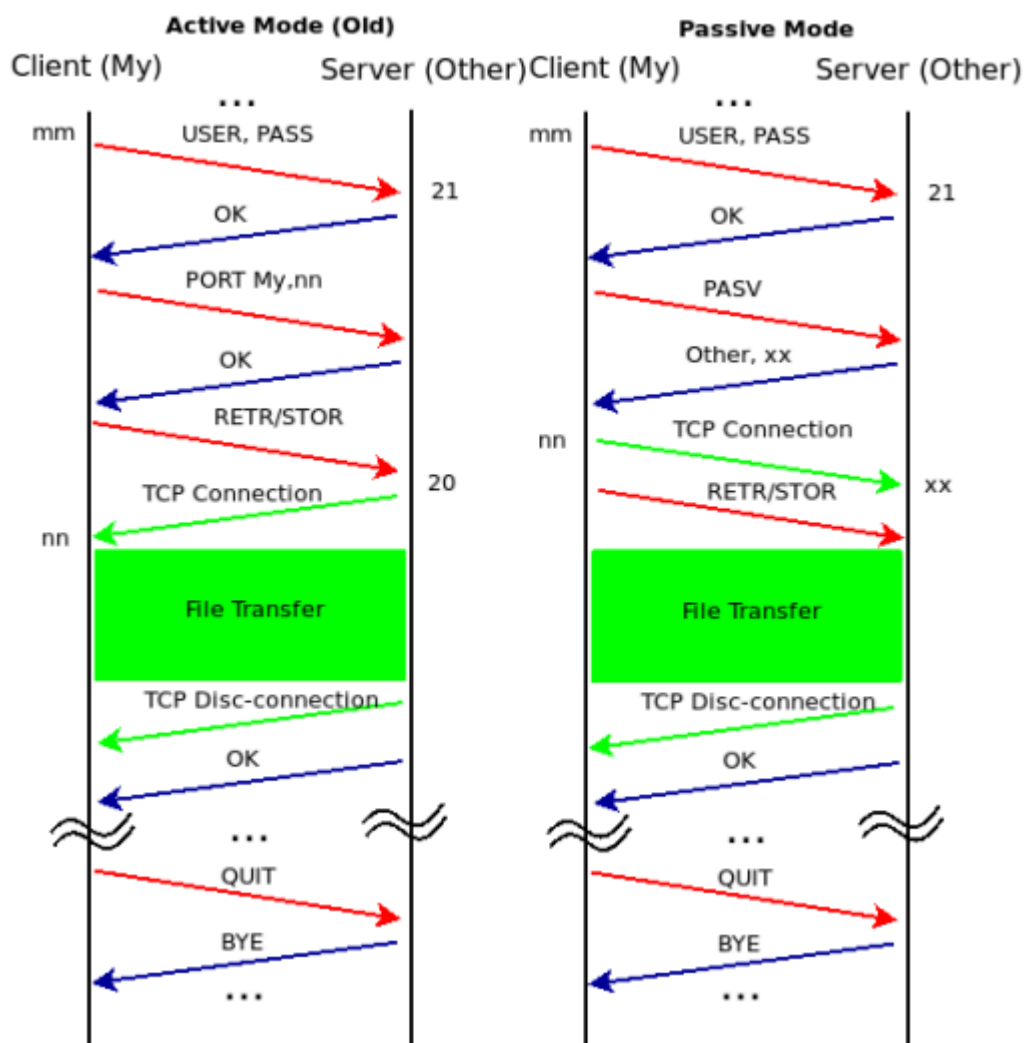 Active Mode (Old)
Client (My) Server (Other)
...
mm
USER, PASS
21
OK
PORT My,nn
OK
RETR/STOR
20
TCP Connection
nn
File Transfer
TCP Disc-connection
OK
...
QUIT
BYE
...
Passive Mode
Client (My) Server (Other)
...
mm
USER, PASS
21
OK
PASV
Other, xx
TCP Connection
nn
xx
RETR/STOR
File Transfer
TCP Disc-connection
OK
...
QUIT
BYE
...